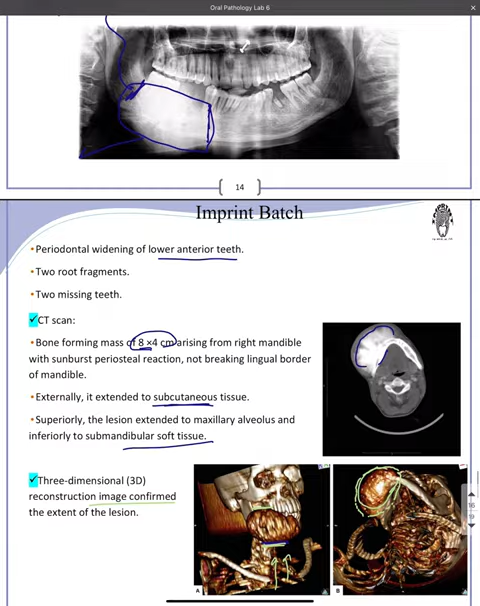 Oral Pathology Lab 6
14
Imprint Batch
•Periodontal widening of lower anterior teeth.
•Two root fragments.
•Two missing teeth.
✓CT scan:
•Bone forming mass of 8 ×4 cm arising from right mandible
with sunburst periosteal reaction, not breaking lingual border
of mandible.
•Externally, it extended to subcutaneous tissue.
•Superiorly, the lesion extended to maxillary alveolus and
inferiorly to submandibular soft tissue.
✓Three-dimensional (3D)
reconstruction image confirmed
the extent of the lesion.
A
B
16
19